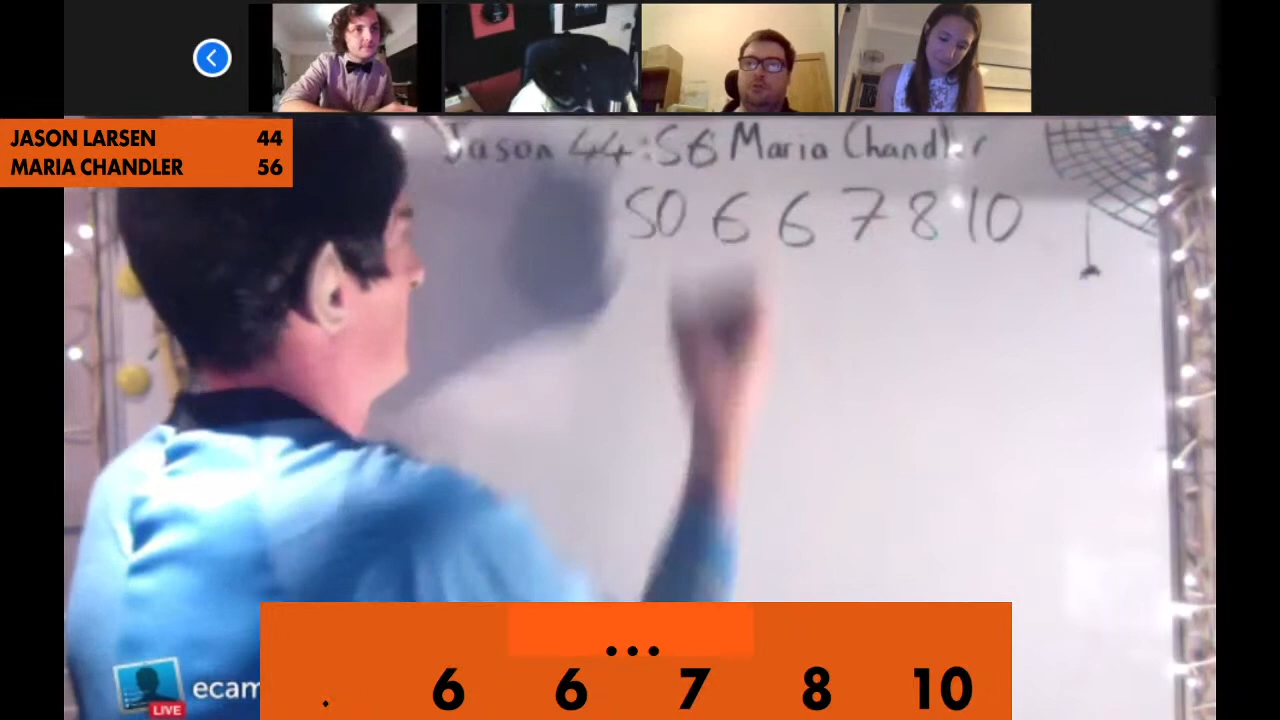 JASON LARSEN 44
MARIA CHANDLER 56
Jason 44:56 Maria Chandler
50 6 6 7 8 10
...
. 6 6 7 8 10
ecam
LIVE